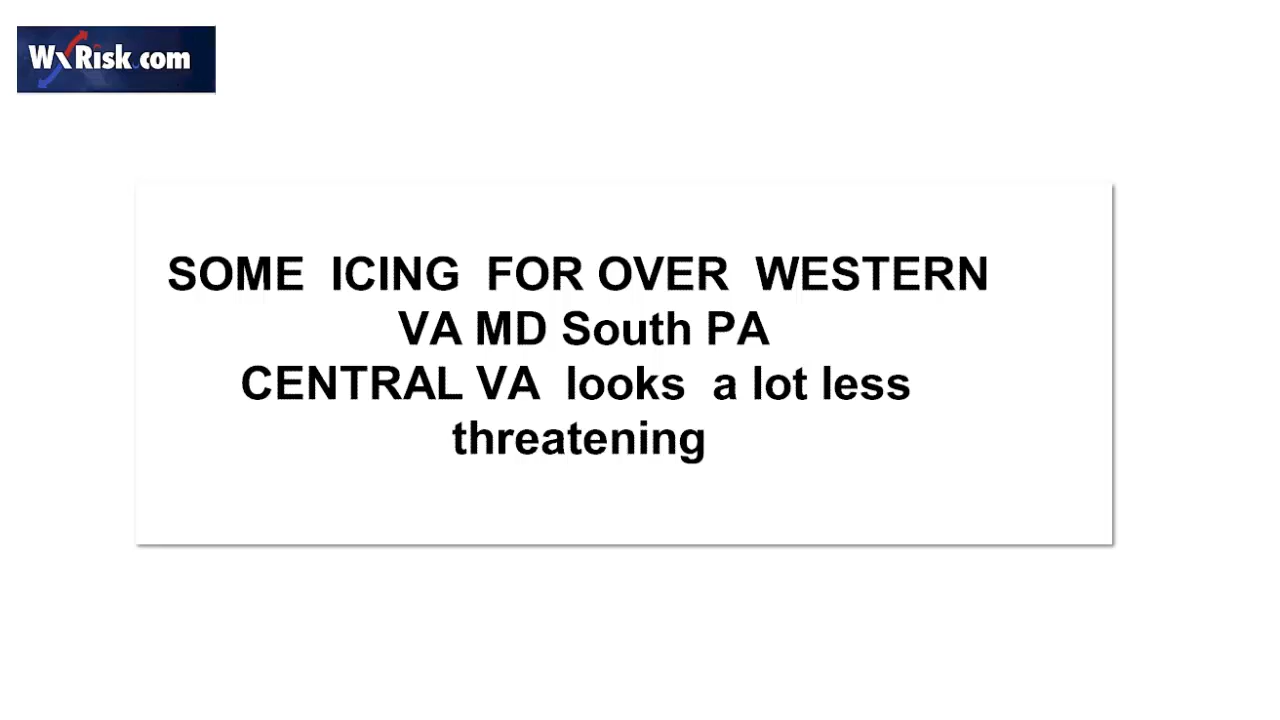 WxRisk.com
SOME ICING FOR OVER WESTERN
VA MD South PA
CENTRAL VA looks a lot less
threatening